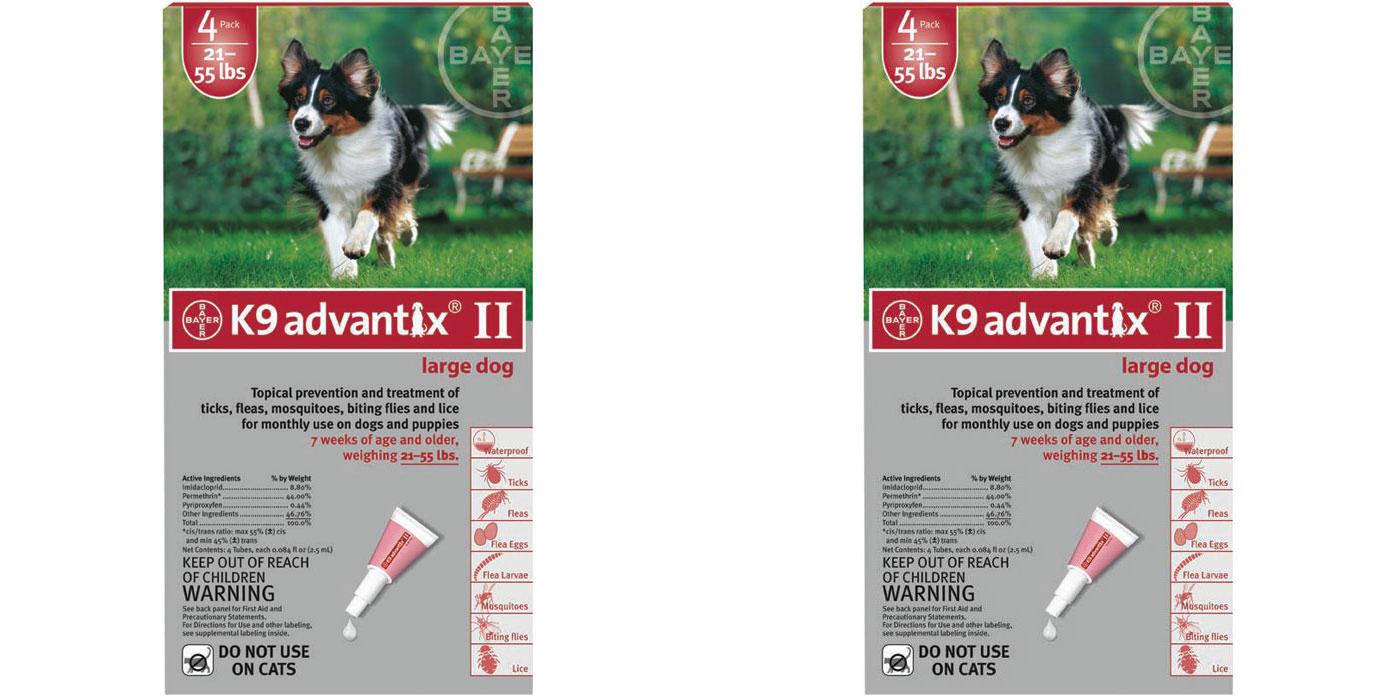 4 Pack
21–
55 lbs
BAYER
BAYER
BAYER
BAYER
K9 advantix® II
large dog
Topical prevention and treatment of
ticks, fleas, mosquitoes, biting flies and lice
for monthly use on dogs and puppies
7 weeks of age and older,
weighing 21–55 lbs.
Waterproof
Ticks
Fleas
Flea Eggs
Flea Larvae
Mosquitoes
Biting flies
Lice
Active Ingredients % by Weight
Imidacloprid 8.80%
Permethrin* 44.00%
Pyriproxyfen 0.44%
Other Ingredients 46.76%
Total 100.0%
*cis/trans ratio: max 55% (±) cis
and min 45% (±) trans
Net Contents: 4 Tubes, each 0.084 fl oz (2.5 mL)
K9 advantix® II
KEEP OUT OF REACH
OF CHILDREN
WARNING
See back panel for First Aid and
Precautionary Statements.
For Directions for Use and other labeling,
see supplemental labeling inside.
DO NOT USE
ON CATS
4 Pack
21–
55 lbs
BAYER
BAYER
BAYER
BAYER
K9 advantix® II
large dog
Topical prevention and treatment of
ticks, fleas, mosquitoes, biting flies and lice
for monthly use on dogs and puppies
7 weeks of age and older,
weighing 21–55 lbs.
Waterproof
Ticks
Fleas
Flea Eggs
Flea Larvae
Mosquitoes
Biting flies
Lice
Active Ingredients % by Weight
Imidacloprid 8.80%
Permethrin* 44.00%
Pyriproxyfen 0.44%
Other Ingredients 46.76%
Total 100.0%
*cis/trans ratio: max 55% (±) cis
and min 45% (±) trans
Net Contents: 4 Tubes, each 0.084 fl oz (2.5 mL)
K9 advantix® II
KEEP OUT OF REACH
OF CHILDREN
WARNING
See back panel for First Aid and
Precautionary Statements.
For Directions for Use and other labeling,
see supplemental labeling inside.
DO NOT USE
ON CATS